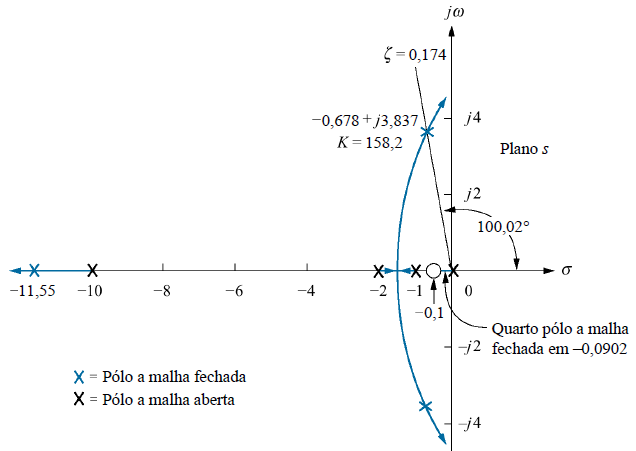 jω
ζ = 0,174
−0,678 + j3,837
K = 158,2
j4
Plano s
j2
100,02°
σ
−11,55
−10
−8
−6
−4
−2
−1
0
−0,1
Quarto pólo a malha
fechada em −0,0902
−j2
X = Pólo a malha fechada
X = Pólo a malha aberta
−j4